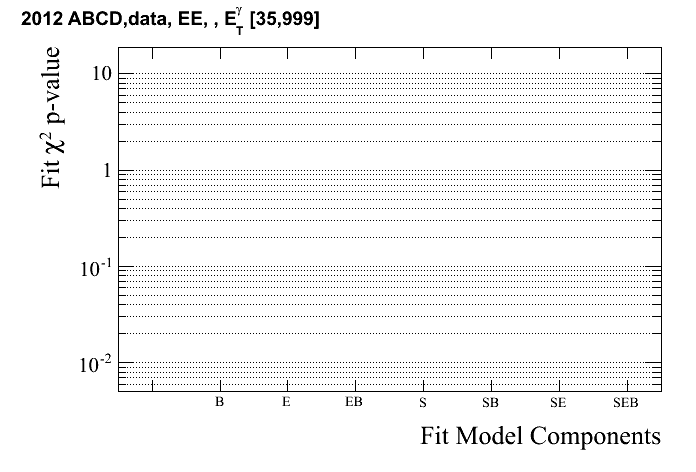 2012 ABCD,data, EE, , E_T^γ [35,999]
Fit χ² p-value
10
1
10⁻¹
10⁻²
B E EB S SB SE SEB
Fit Model Components